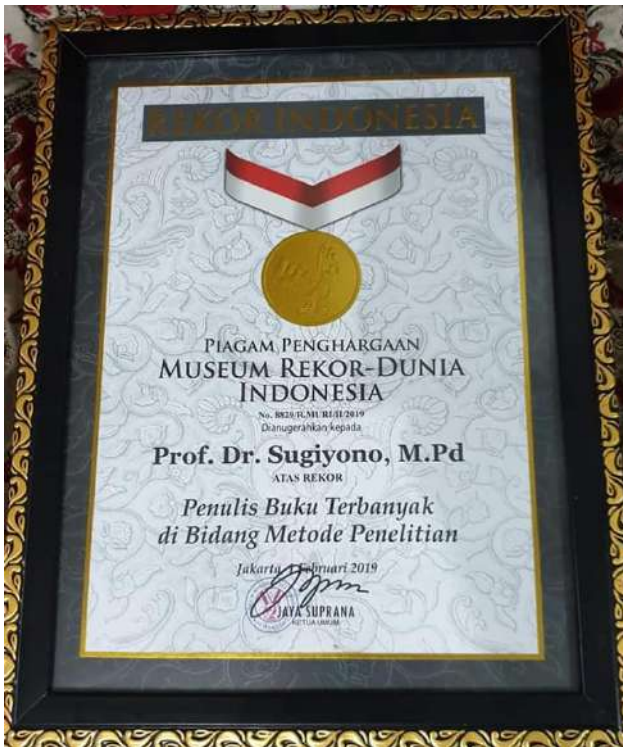 REKOR INDONESIA
PIAGAM PENGHARGAAN
MUSEUM REKOR-DUNIA
INDONESIA
No. 8829/R.MURI/II/2019
Dianugerahkan kepada
Prof. Dr. Sugiyono, M.Pd
ATAS REKOR
Penulis Buku Terbanyak
di Bidang Metode Penelitian
Jakarta, Februari 2019
JAYA SUPRANA
KETUA UMUM